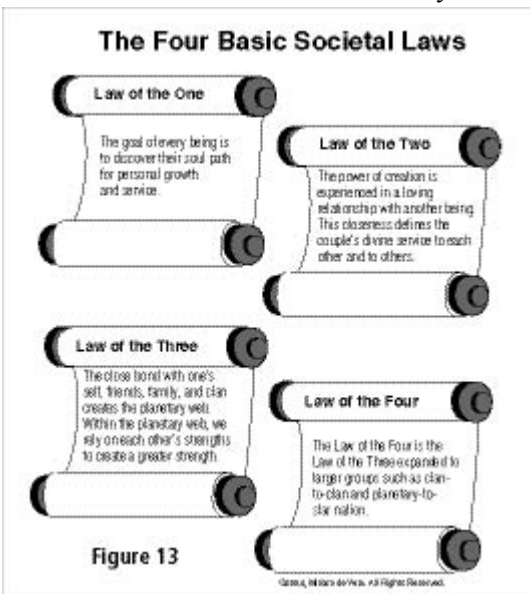 The Four Basic Societal Laws
Law of the One
The goal of every being is
to discover their soul path
for personal growth
and service.
Law of the Two
The power of creation is
experienced in a loving
relationship with another being.
This closeness defines the
couple's divine service to each
other and to others.
Law of the Three
The close bond with one's
self, friends, family, and clan
creates the planetary web.
Within the planetary web, we
rely on each other's strengths
to create a greater strength.
Law of the Four
The Law of the Four is the
Law of the Three expanded to
larger groups such as clan-
to-clan and planetary-to-
star nation.
Figure 13
All Rights Reserved.